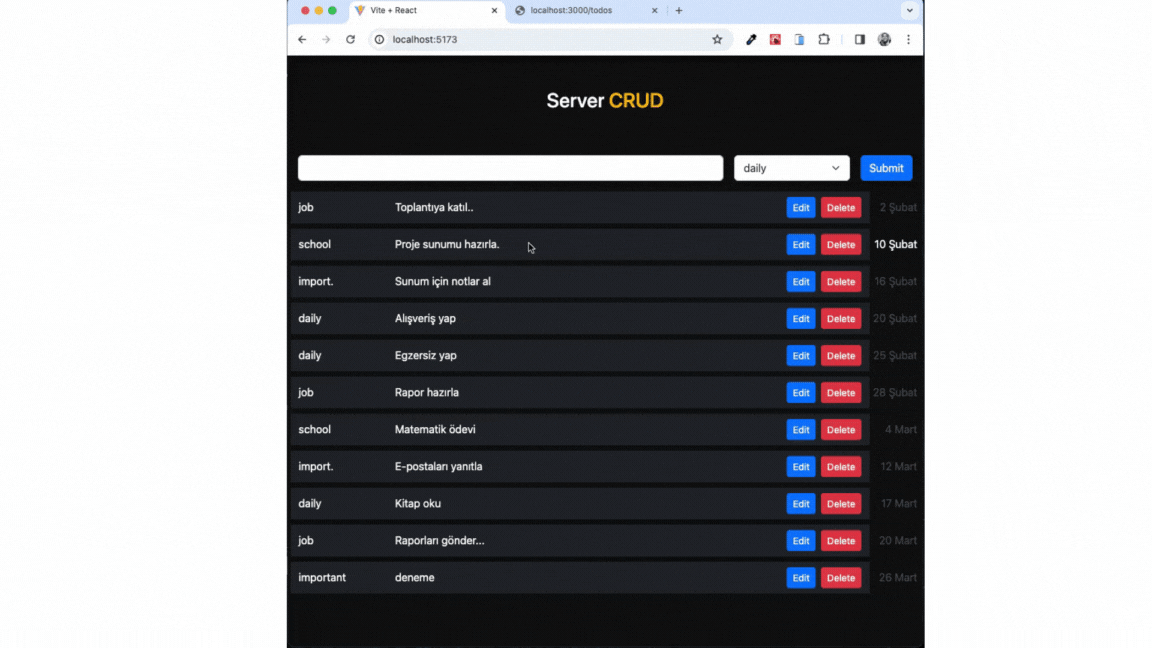 Vite + React
localhost:3000/todos
localhost:5173
Server CRUD
daily
Submit
job Toplantıya katıl.. Edit Delete 2 Şubat
school Proje sunumu hazırla. Edit Delete 10 Şubat
import. Sunum için notlar al Edit Delete 16 Şubat
daily Alışveriş yap Edit Delete 20 Şubat
daily Egzersiz yap Edit Delete 25 Şubat
job Rapor hazırla Edit Delete 28 Şubat
school Matematik ödevi Edit Delete 4 Mart
import. E-postaları yanıtla Edit Delete 12 Mart
daily Kitap oku Edit Delete 17 Mart
job Raporları gönder... Edit Delete 20 Mart
important deneme Edit Delete 26 Mart